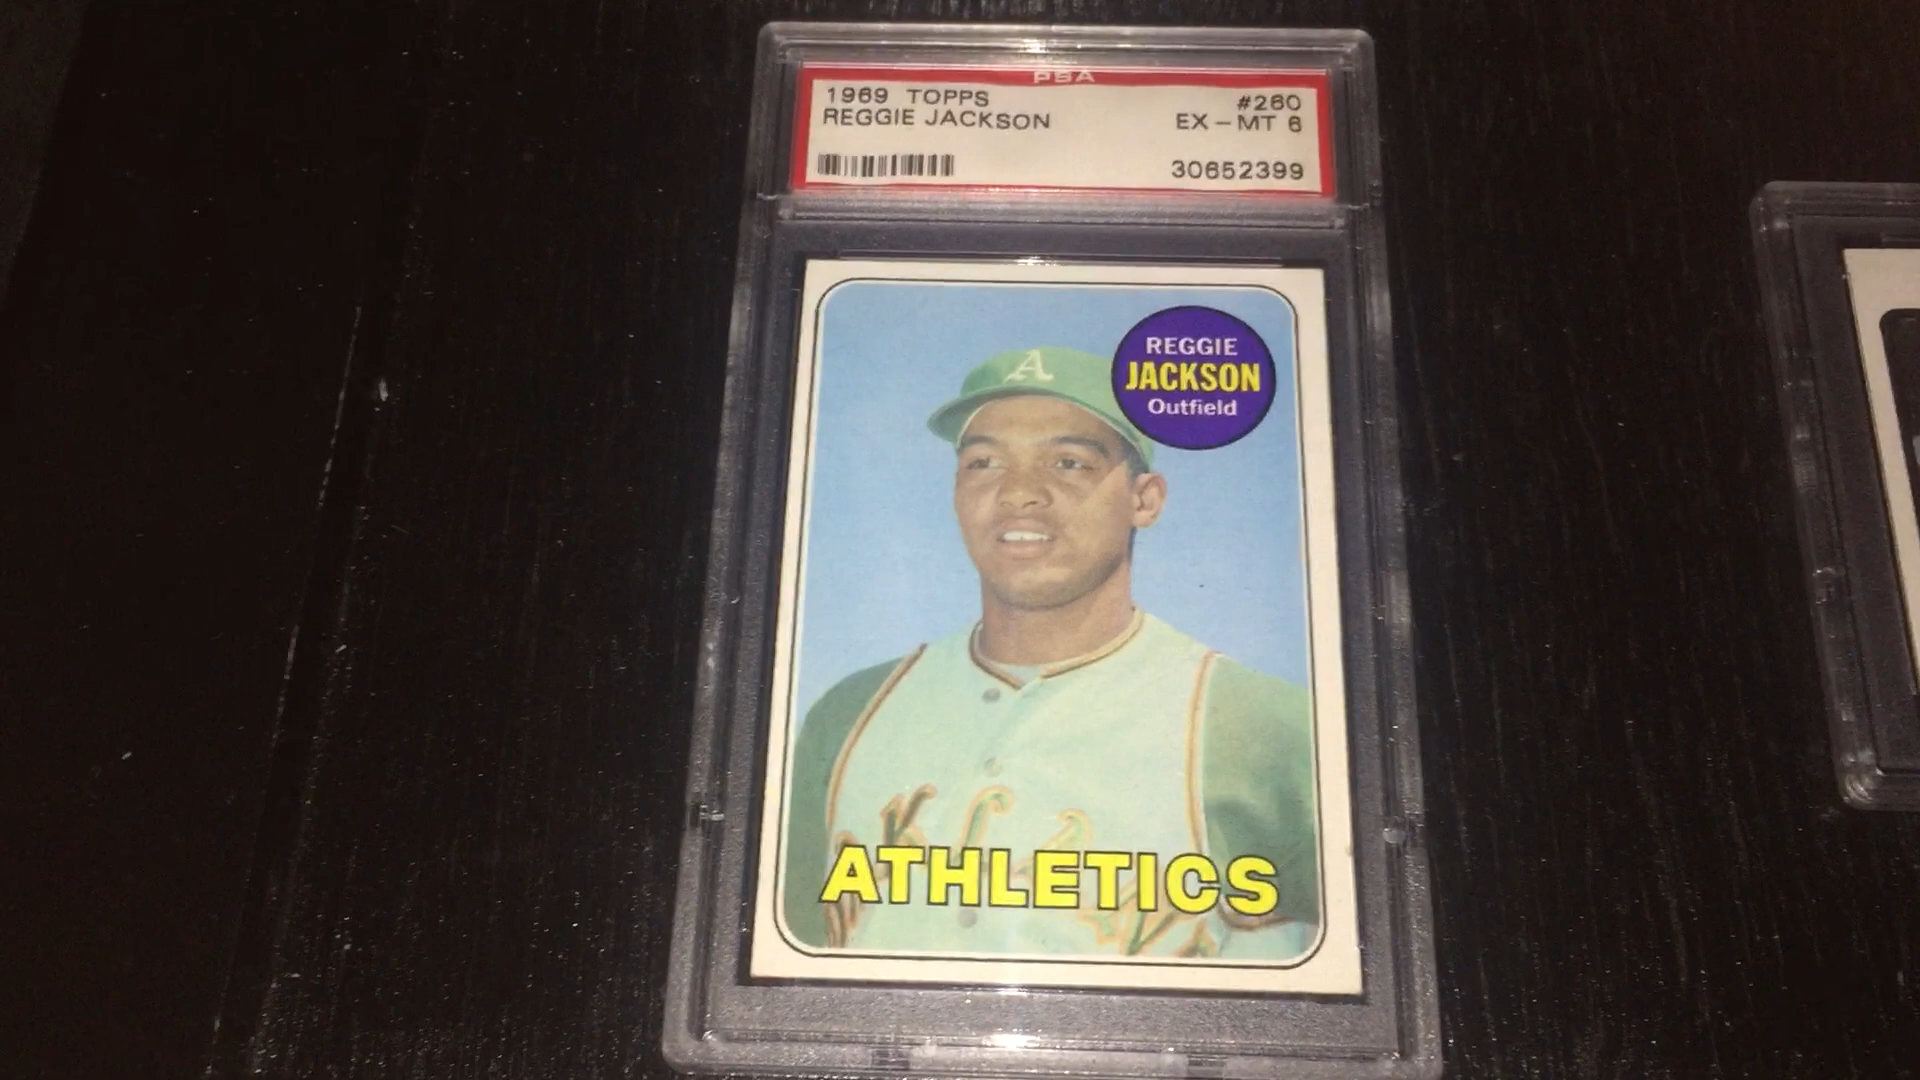 PSA
1969 TOPPS #260
REGGIE JACKSON EX-MT 6
30652399
REGGIE
JACKSON
Outfield
A
ATHLETICS